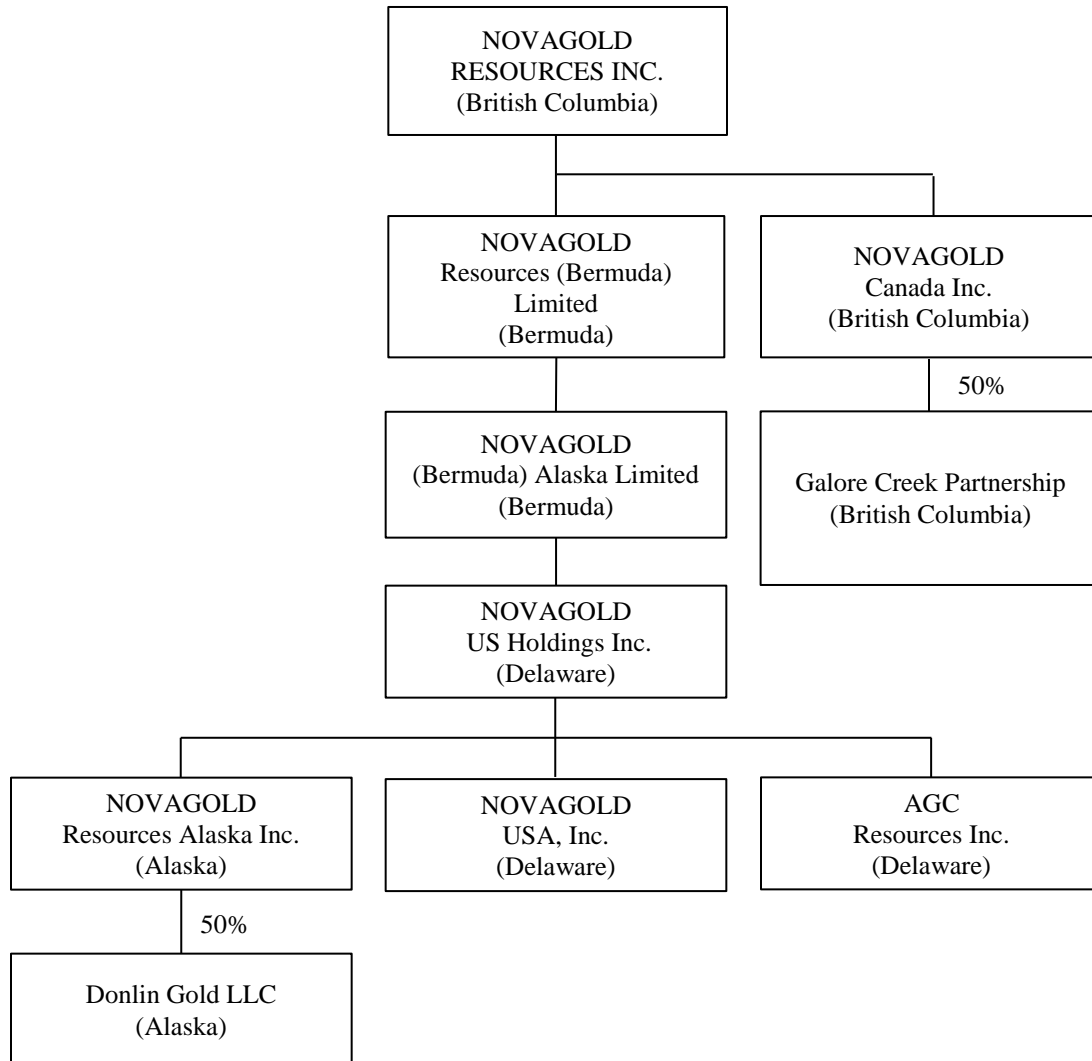 NOVAGOLD
RESOURCES INC.
(British Columbia)
NOVAGOLD
Resources (Bermuda)
Limited
(Bermuda)
NOVAGOLD
Canada Inc.
(British Columbia)
50%
NOVAGOLD
(Bermuda) Alaska Limited
(Bermuda)
Galore Creek Partnership
(British Columbia)
NOVAGOLD
US Holdings Inc.
(Delaware)
NOVAGOLD
Resources Alaska Inc.
(Alaska)
NOVAGOLD
USA, Inc.
(Delaware)
AGC
Resources Inc.
(Delaware)
50%
Donlin Gold LLC
(Alaska)